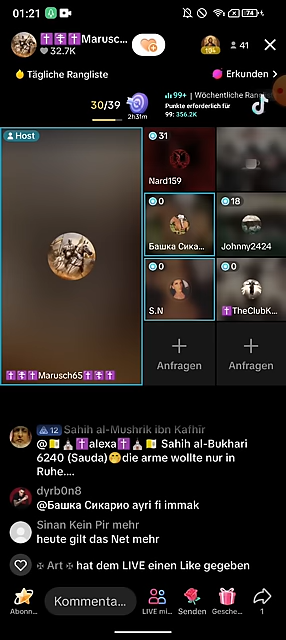 01:21
74
✝️✝️✝️Marusch...
32.7K
184
41
Tägliche Rangliste
Erkunden >
30/39
2h31m
99+ | Wöchentliche Rang
Punkte erforderlich für
99: 356.2K
Host
31
Nard159
0
Башка Сика...
18
Johnny2424
0
S.N
0
✝️TheClubK...
✝️✝️✝️Marusch65✝️✝️✝️
Anfragen
Anfragen
12 Sahih al-Mushrik ibn Kafhir
@ alexa✝️ Sahih al-Bukhari
6240 (Sauda) die arme wollte nur in
Ruhe....
dyrb0n8
@Башка Сикарио ayri fi immak
Sinan Kein Pir mehr
heute gilt das Net mehr
Art hat dem LIVE einen Like gegeben
Abonn...
Kommenta...
LIVE mi...
Senden
Gesche...
1